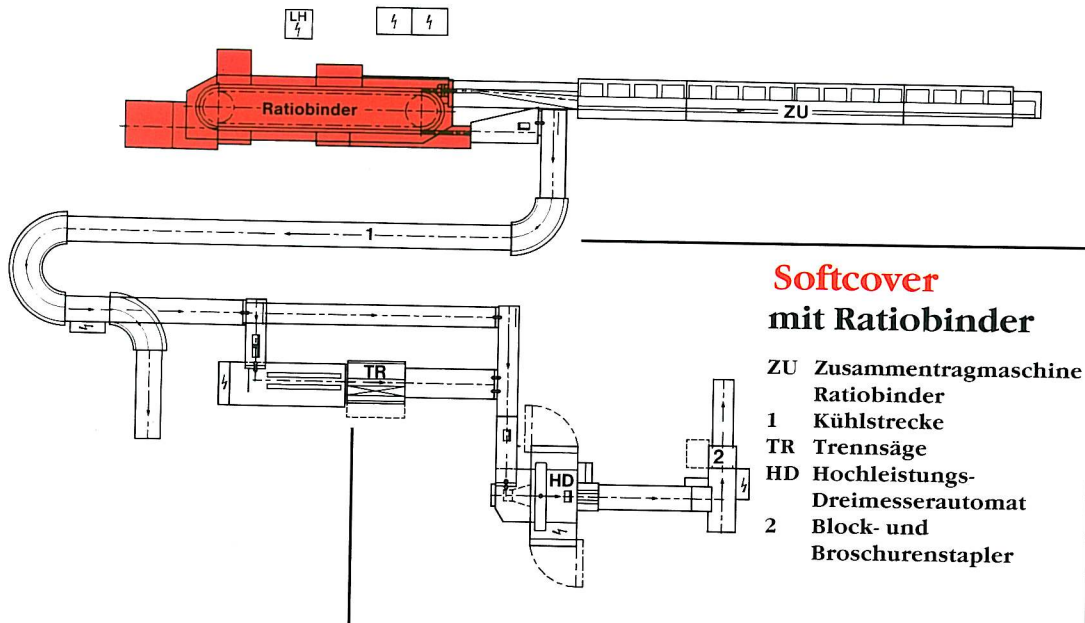 LH
Ratiobinder
ZU
1
Softcover
mit Ratiobinder
ZU Zusammentragmaschine
Ratiobinder
1 Kühlstrecke
TR Trennsäge
HD Hochleistungs-
Dreimesserautomat
2 Block- und
Broschurenstapler
TR
2
HD